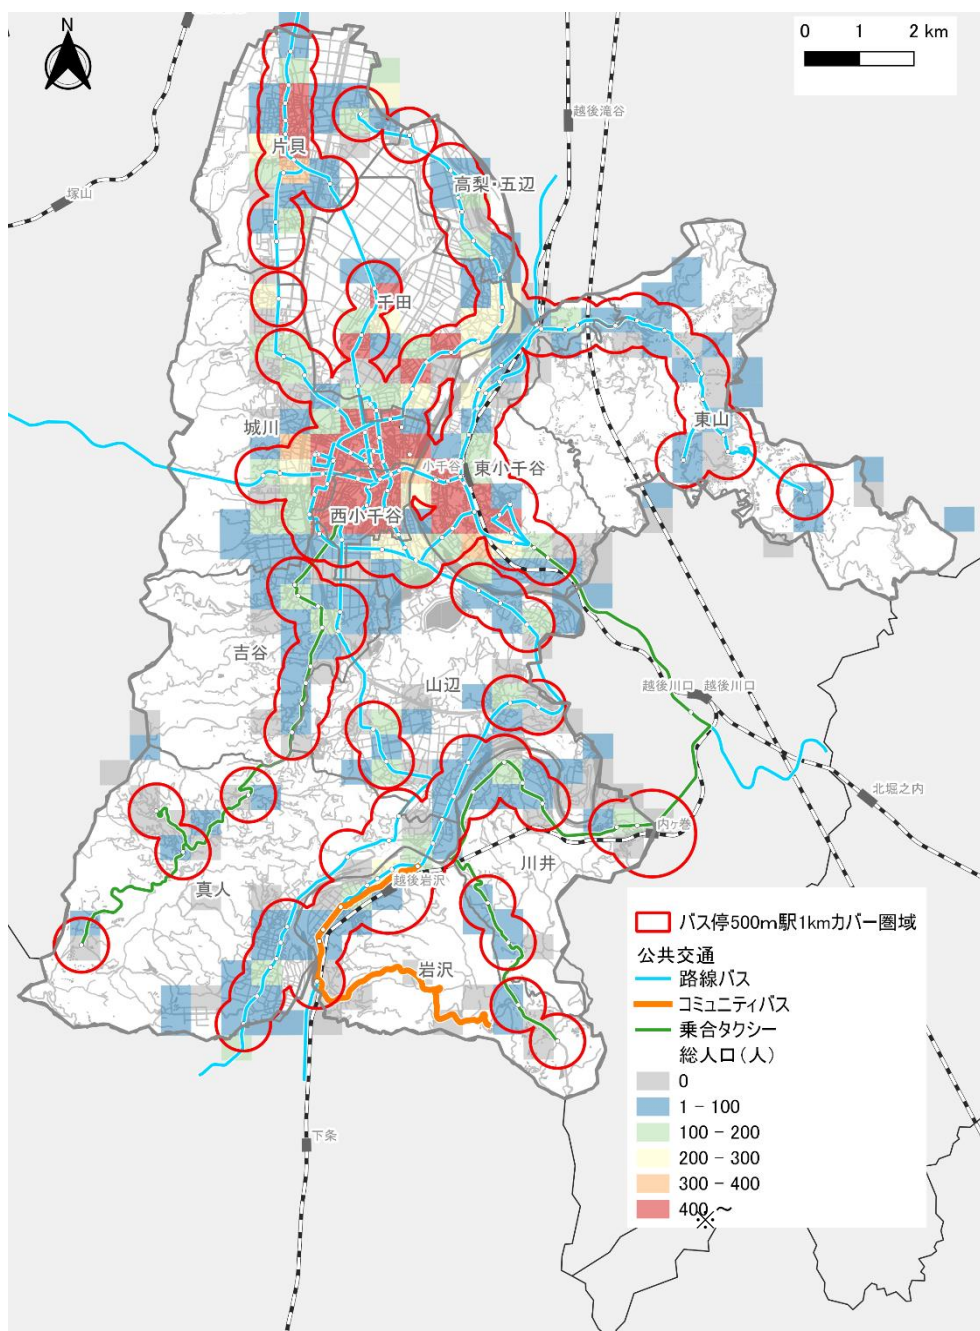 N
0 1 2 km
越後滝谷
片貝
高梨・五辺
塚山
千田
東山
城川
小千谷
東小千谷
西小千谷
吉谷
山辺
越後川口 越後川口
北堀之内
内ケ巻
川井
越後岩沢
真人
岩沢
下条
バス停500m駅1kmカバー圏域
公共交通
路線バス
コミュニティバス
乗合タクシー
総人口(人)
0
1 - 100
100 - 200
200 - 300
300 - 400
400 ~
※